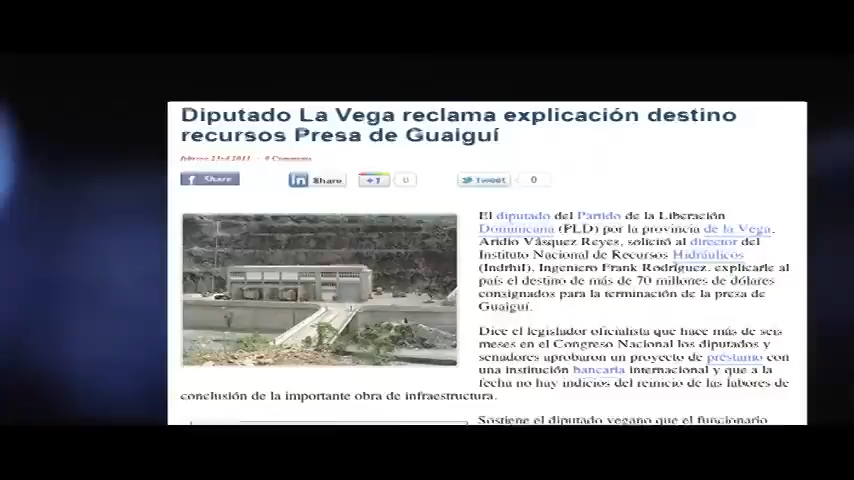 Diputado La Vega reclama explicación destino
recursos Presa de Guaiguí
febrero 23rd 2011 - 0 Comments
Share
Share
+1
0
Tweet
0
El diputado del Partido de la Liberación
Dominicana (PLD) por la provincia de la Vega,
Aridio Vásquez Reyes, solicitó al director del
Instituto Nacional de Recursos Hidráulicos
(Indrhi), Ingeniero Frank Rodríguez, explicarle al
país el destino de más de 70 millones de dólares
consignados para la terminación de la presa de
Guaiguí.
Dice el legislador oficialista que hace más de seis
meses en el Congreso Nacional los diputados y
senadores aprobaron un proyecto de préstamo con
una institución bancaria internacional y que a la
fecha no hay indicios del reinicio de las labores de
conclusión de la importante obra de infraestructura.
Sostiene el diputado vegano que el funcionario